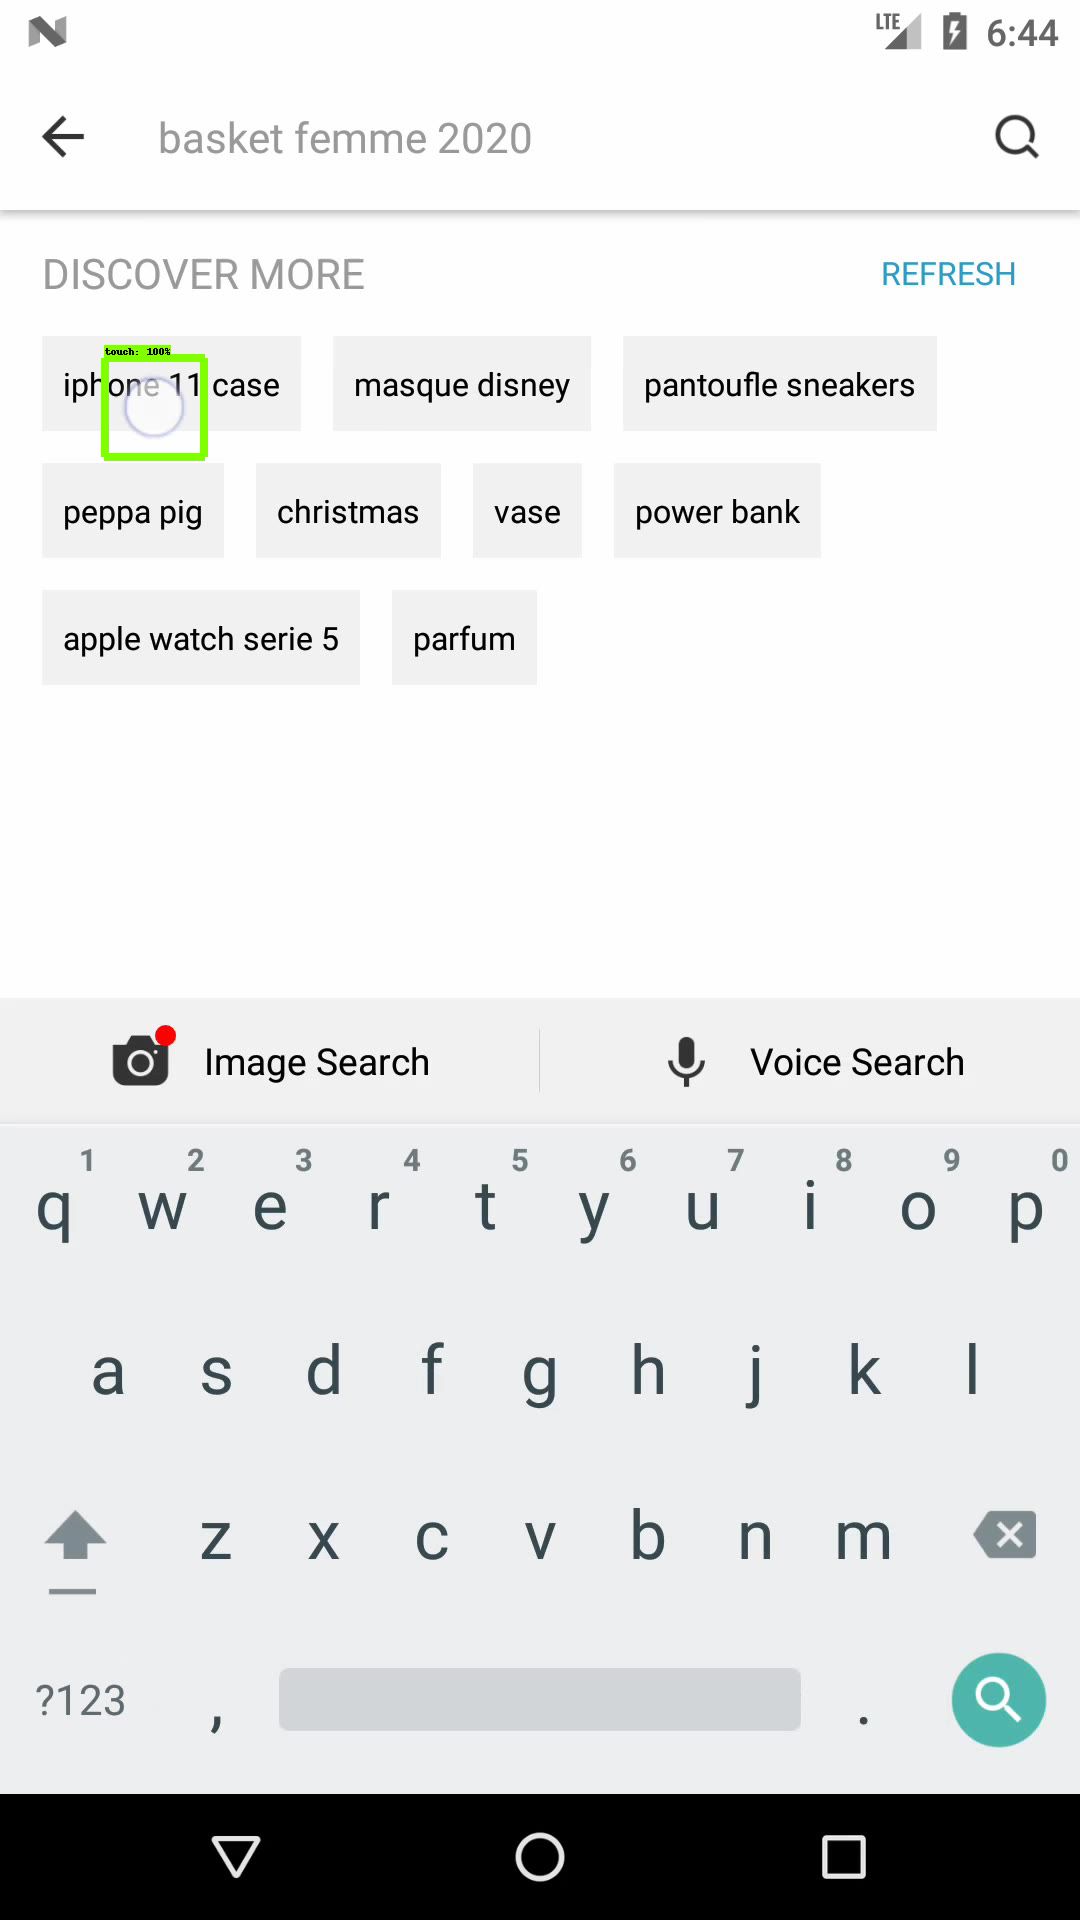 LTE 6:44
basket femme 2020
DISCOVER MORE REFRESH
touch: 100%
iphone 11 case masque disney pantoufle sneakers
peppa pig christmas vase power bank
apple watch serie 5 parfum
Image Search Voice Search
1 2 3 4 5 6 7 8 9 0
q w e r t y u i o p
a s d f g h j k l
z x c v b n m
?123 , .